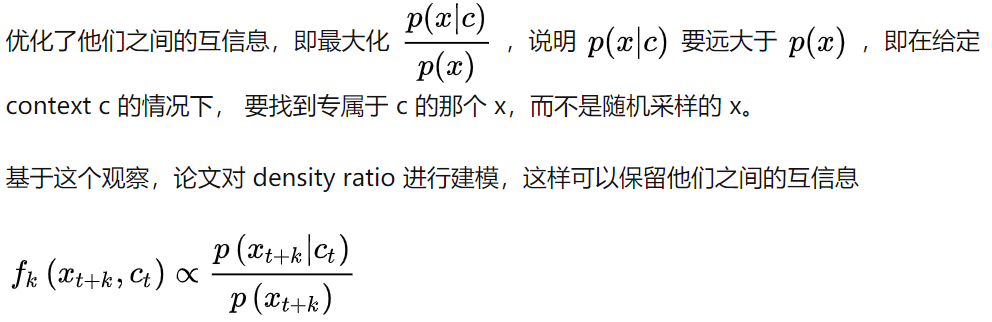 优化了他们之间的互信息，即最大化 $\frac{p(x|c)}{p(x)}$ ，说明 $p(x|c)$ 要远大于 $p(x)$ ，即在给定
context c 的情况下， 要找到专属于 c 的那个 x，而不是随机采样的 x。
基于这个观察，论文对 density ratio 进行建模，这样可以保留他们之间的互信息
$f_k\left(x_{t+k}, c_t\right) \propto \frac{p\left(x_{t+k}|c_t\right)}{p\left(x_{t+k}\right)}$